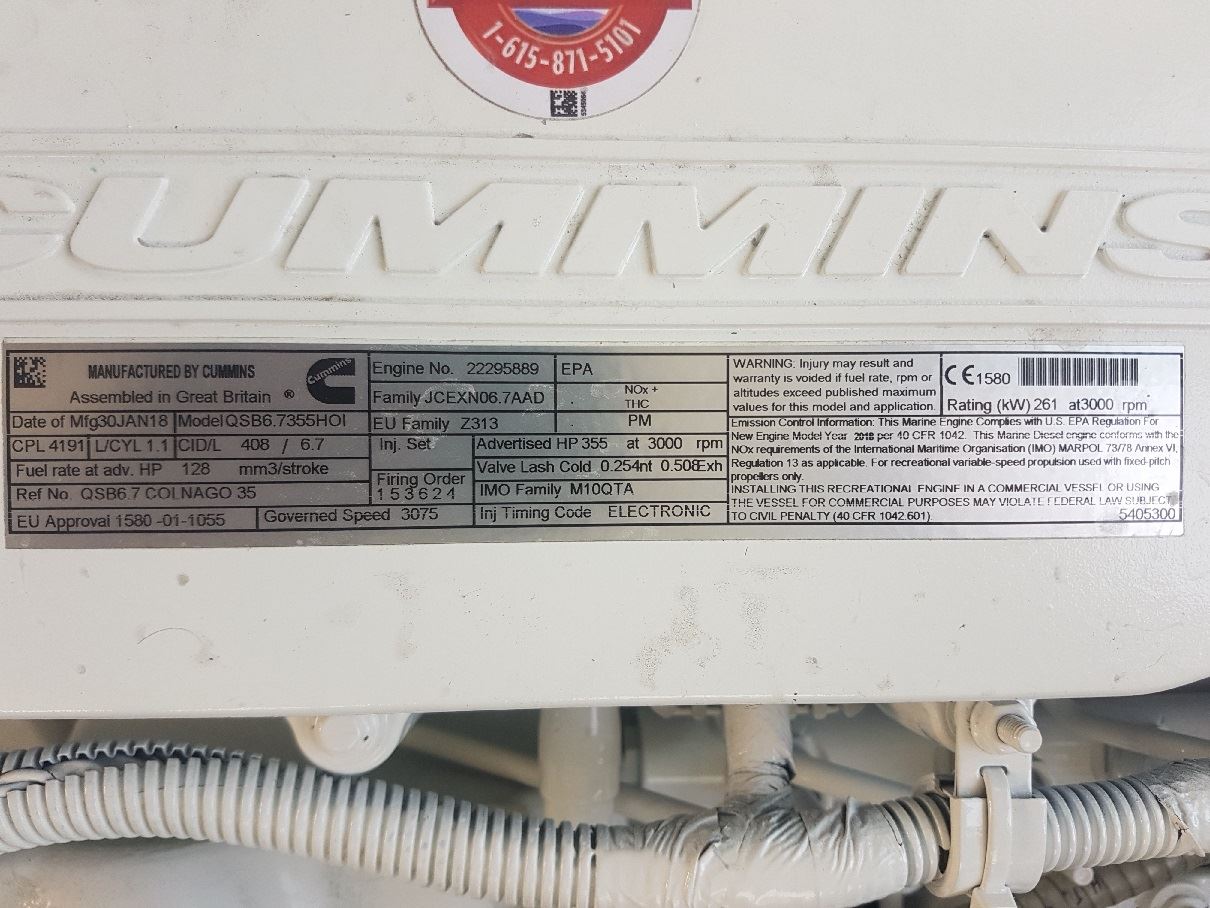 1-615-871-5101
CUMMINS
MANUFACTURED BY CUMMINS
Assembled in Great Britain ®
Cummins
Date of Mfg30JAN18
Model QSB6.7355HOI
CPL 4191
L/CYL 1.1
CID/L 408 / 6.7
Fuel rate at adv. HP 128 mm3/stroke
Ref No. QSB6.7 COLNAGO 35
EU Approval 1580 -01-1055
Governed Speed 3075
Engine No. 22295889
Family JCEXN06.7AAD
EU Family Z313
EPA
NOx +
THC
PM
Inj. Set
Firing Order
1 5 3 6 2 4
Advertised HP 355 at 3000 rpm
Valve Lash Cold 0.254nt 0.508Exh
IMO Family M10QTA
Inj Timing Code ELECTRONIC
WARNING: Injury may result and
warranty is voided if fuel rate, rpm or
altitudes exceed published maximum
values for this model and application.
CE1580
Rating (kW) 261 at3000 rpm
Emission Control Information: This Marine Engine Complies with U.S. EPA Regulation For
New Engine Model Year 2018 per 40 CFR 1042. This Marine Diesel engine conforms with the
NOx requirements of the International Maritime Organisation (IMO) MARPOL 73/78 Annex VI,
Regulation 13 as applicable. For recreational variable-speed propulsion used with fixed-pitch
propellers only.
INSTALLING THIS RECREATIONAL ENGINE IN A COMMERCIAL VESSEL OR USING
THE VESSEL FOR COMMERCIAL PURPOSES MAY VIOLATE FEDERAL LAW SUBJECT
TO CIVIL PENALTY (40 CFR 1042.601).
5405300